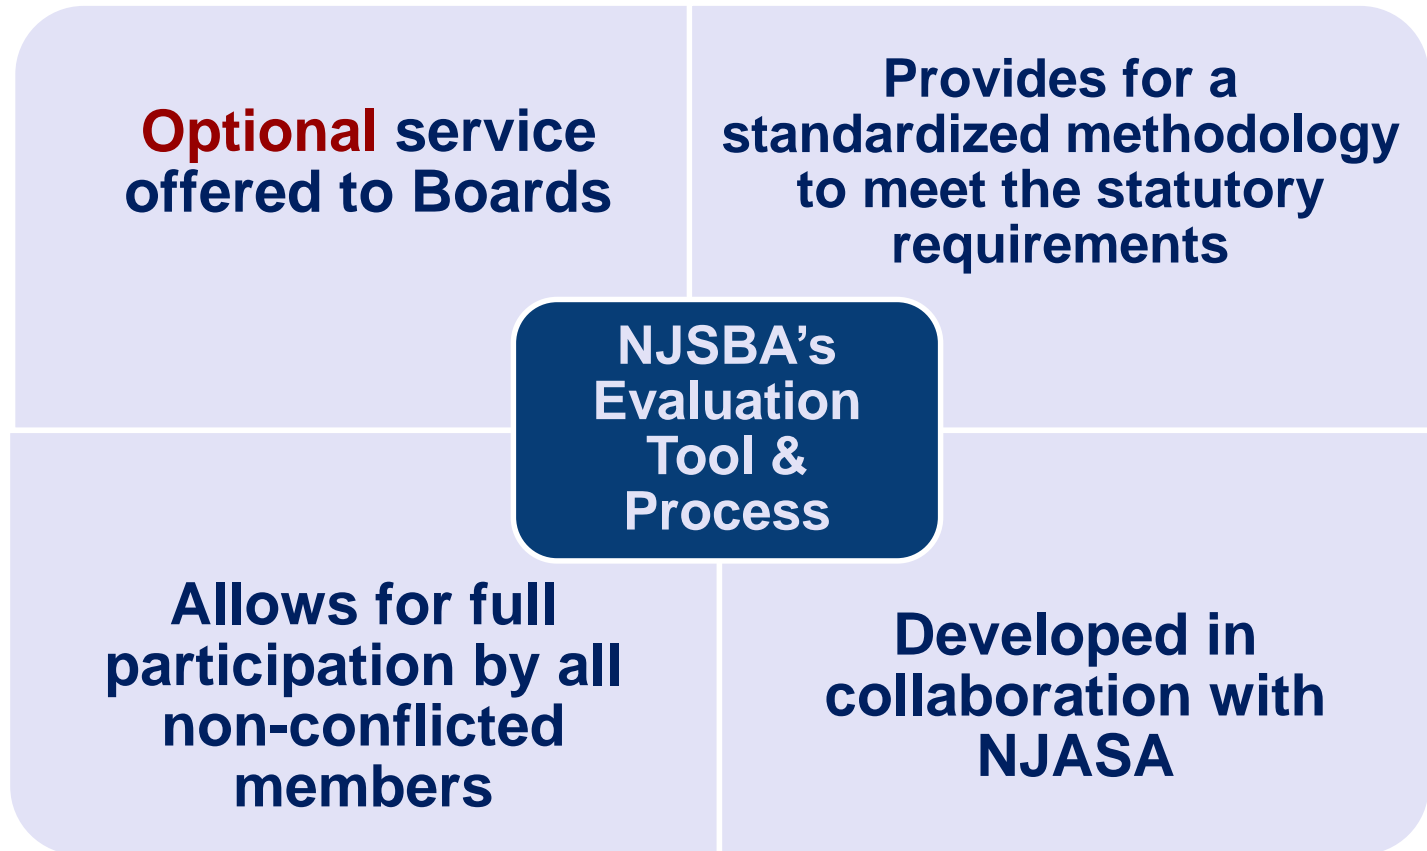 Optional service
offered to Boards
Provides for a
standardized methodology
to meet the statutory
requirements
NJSBA’s
Evaluation
Tool &
Process
Allows for full
participation by all
non-conflicted
members
Developed in
collaboration with
NJASA